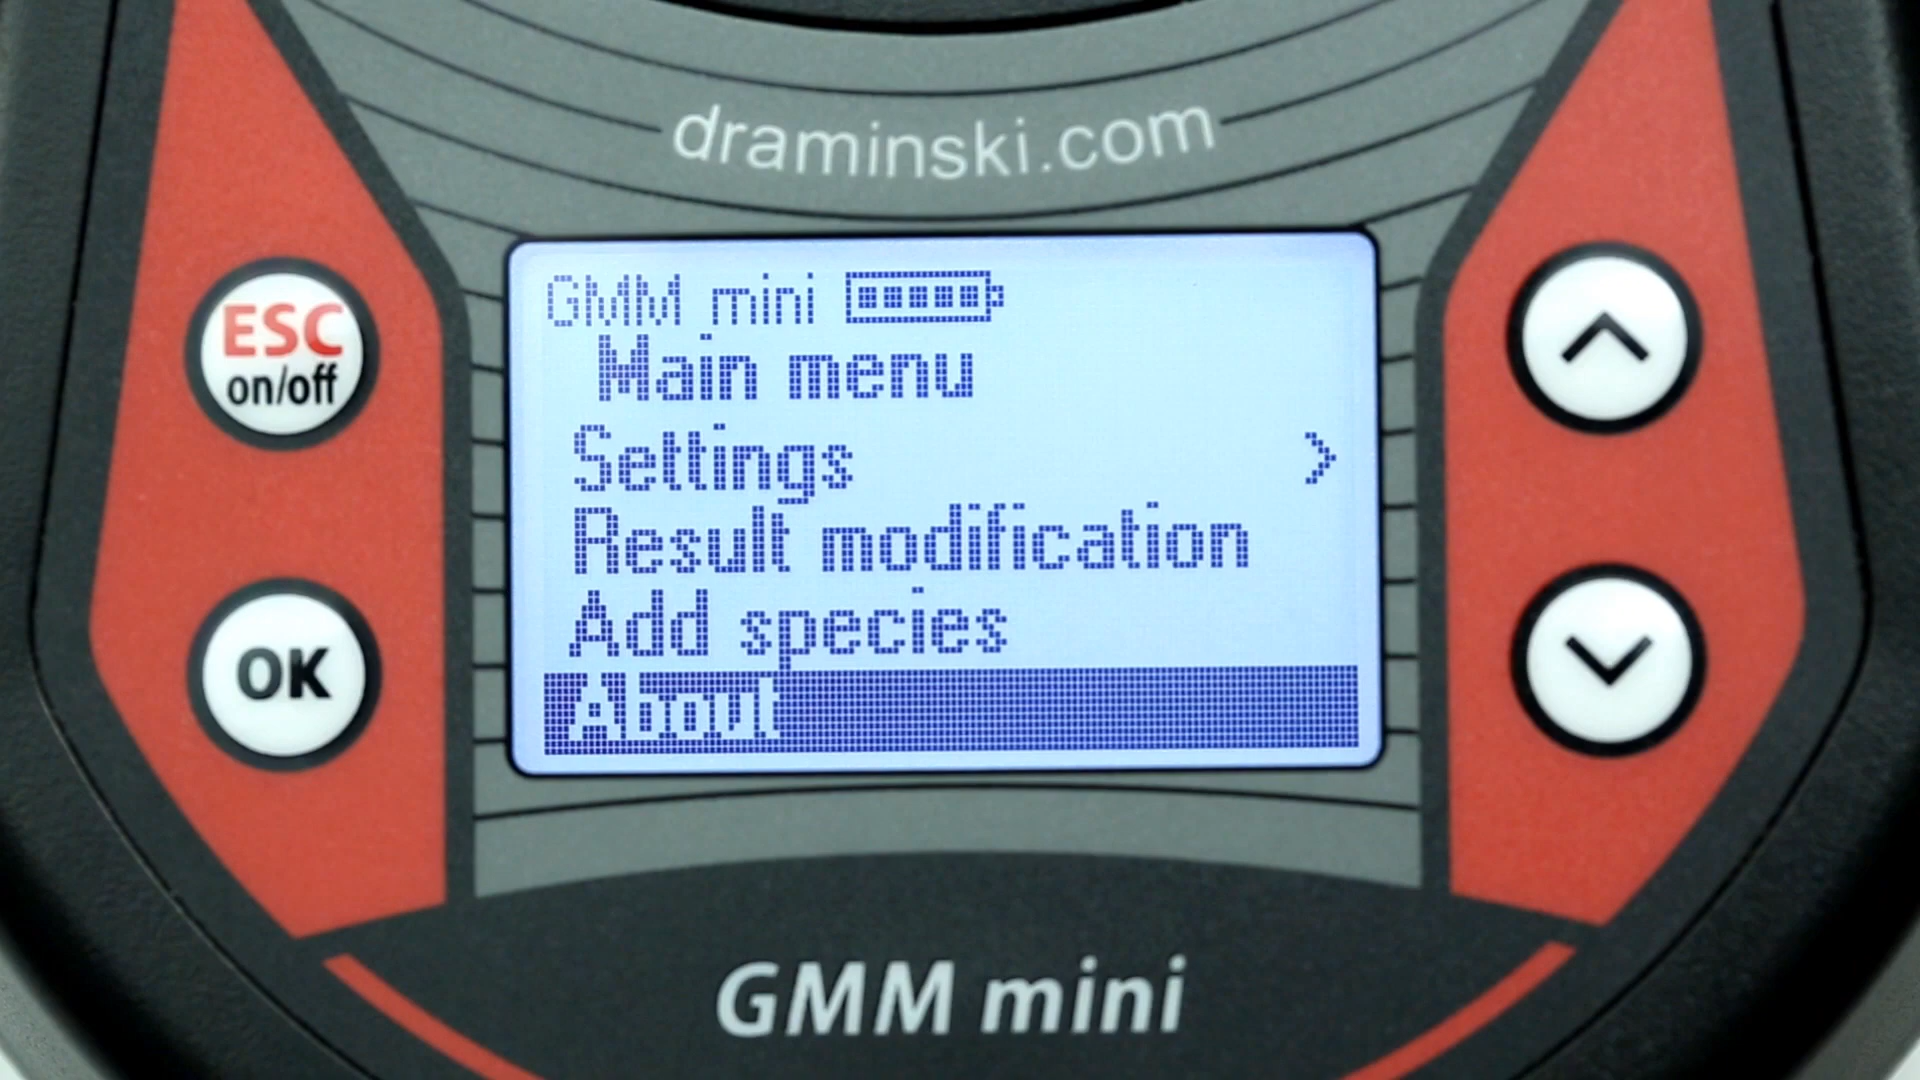 draminski.com
GMM mini
Main menu
Settings >
Result modification
Add species
About
ESC
on/off
OK
GMM mini